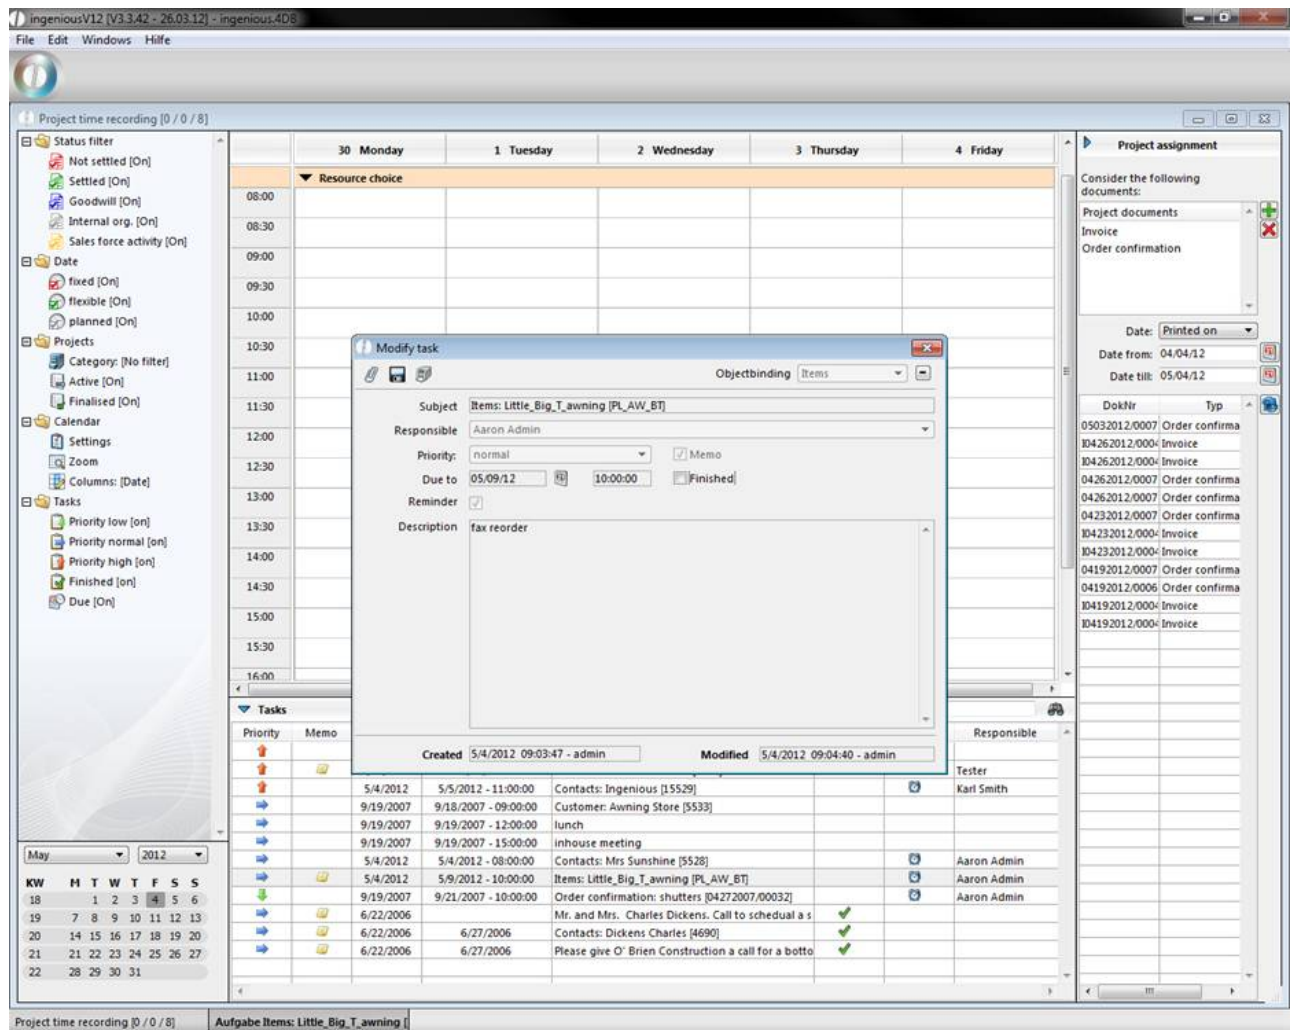 ingeniousV12 [V3.3.42 - 26.03.12] - ingenious.4DB
File Edit Windows Hilfe
Project time recording [0 / 0 / 8]
Status filter
Not settled [On]
Settled [On]
Goodwill [On]
Internal org. [On]
Sales force activity [On]
Date
fixed [On]
flexible [On]
planned [On]
Projects
Category: [No filter]
Active [On]
Finalised [On]
Calendar
Settings
Zoom
Columns: [Date]
Tasks
Priority low [on]
Priority normal [on]
Priority high [on]
Finished [on]
Due [On]
May 2012
KW M T W T F S S
18 1 2 3 4 5 6
19 7 8 9 10 11 12 13
20 14 15 16 17 18 19 20
21 21 22 23 24 25 26 27
22 28 29 30 31
30 Monday 1 Tuesday 2 Wednesday 3 Thursday 4 Friday
Resource choice
08:00
08:30
09:00
09:30
10:00
10:30
11:00
11:30
12:00
12:30
13:00
13:30
14:00
14:30
15:00
15:30
16:00
Modify task
Objectbinding Items
Subject Items: Little_Big_T_awning [PL_AW_BT]
Responsible Aaron Admin
Priority: normal Memo
Due to 05/09/12 10:00:00 Finished
Reminder
Description fax reorder
Created 5/4/2012 09:03:47 - admin Modified 5/4/2012 09:04:40 - admin
Tasks
Priority Memo Responsible
Tester
5/4/2012 5/5/2012 - 11:00:00 Contacts: Ingenious [15529] Karl Smith
9/19/2007 9/18/2007 - 09:00:00 Customer: Awning Store [5533]
9/19/2007 9/19/2007 - 12:00:00 lunch
9/19/2007 9/19/2007 - 15:00:00 inhouse meeting
5/4/2012 5/4/2012 - 08:00:00 Contacts: Mrs Sunshine [5528] Aaron Admin
5/4/2012 5/9/2012 - 10:00:00 Items: Little_Big_T_awning [PL_AW_BT] Aaron Admin
9/19/2007 9/21/2007 - 10:00:00 Order confirmation: shutters [04272007/00032] Aaron Admin
6/22/2006 Mr. and Mrs. Charles Dickens. Call to schedual a s
6/22/2006 6/27/2006 Contacts: Dickens Charles [4690]
6/22/2006 6/27/2006 Please give O' Brien Construction a call for a botto
Project assignment
Consider the following
documents:
Project documents
Invoice
Order confirmation
Date: Printed on
Date from: 04/04/12
Date till: 05/04/12
DokNr Typ
05032012/0007 Order confirma
I04262012/000 Invoice
I04262012/000 Invoice
04262012/0007 Order confirma
04262012/0007 Order confirma
04232012/0007 Order confirma
I04232012/000 Invoice
I04232012/000 Invoice
04192012/0007 Order confirma
04192012/0006 Order confirma
I04192012/000 Invoice
I04192012/000 Invoice
Project time recording [0 / 0 / 8] Aufgabe Items: Little_Big_T_awning [